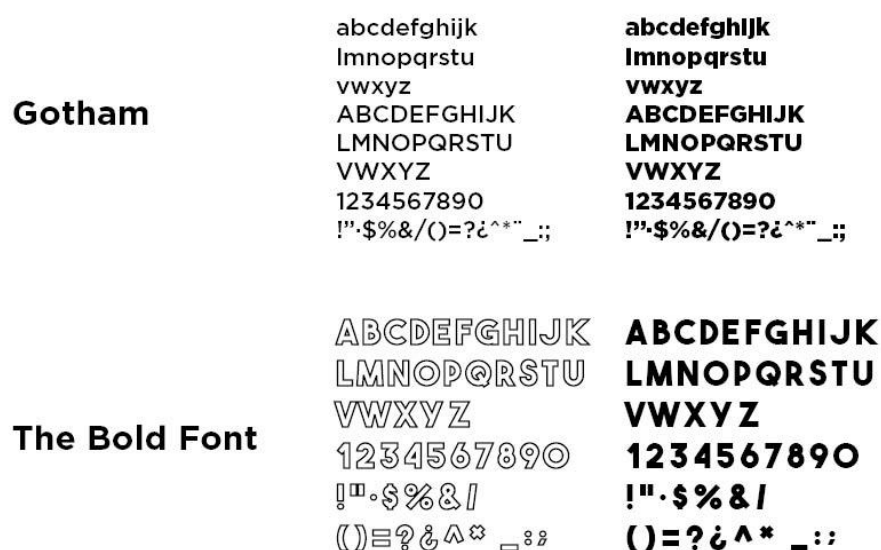 Gotham
abcdefghijk
lmnopqrstu
vwxyz
ABCDEFGHIJK
LMNOPQRSTU
VWXYZ
1234567890
!”·$%&/()=?¿^*¨_:;
abcdefghijk
lmnopqrstu
vwxyz
ABCDEFGHIJK
LMNOPQRSTU
VWXYZ
1234567890
!”·$%&/()=?¿^*¨_:;
The Bold Font
ABCDEFGHIJK
LMNOPQRSTU
VWXYZ
1234567890
!"·$%&/
()=?¿^* _:;
ABCDEFGHIJK
LMNOPQRSTU
VWXYZ
1234567890
!"·$%&/
()=?¿^* _:;